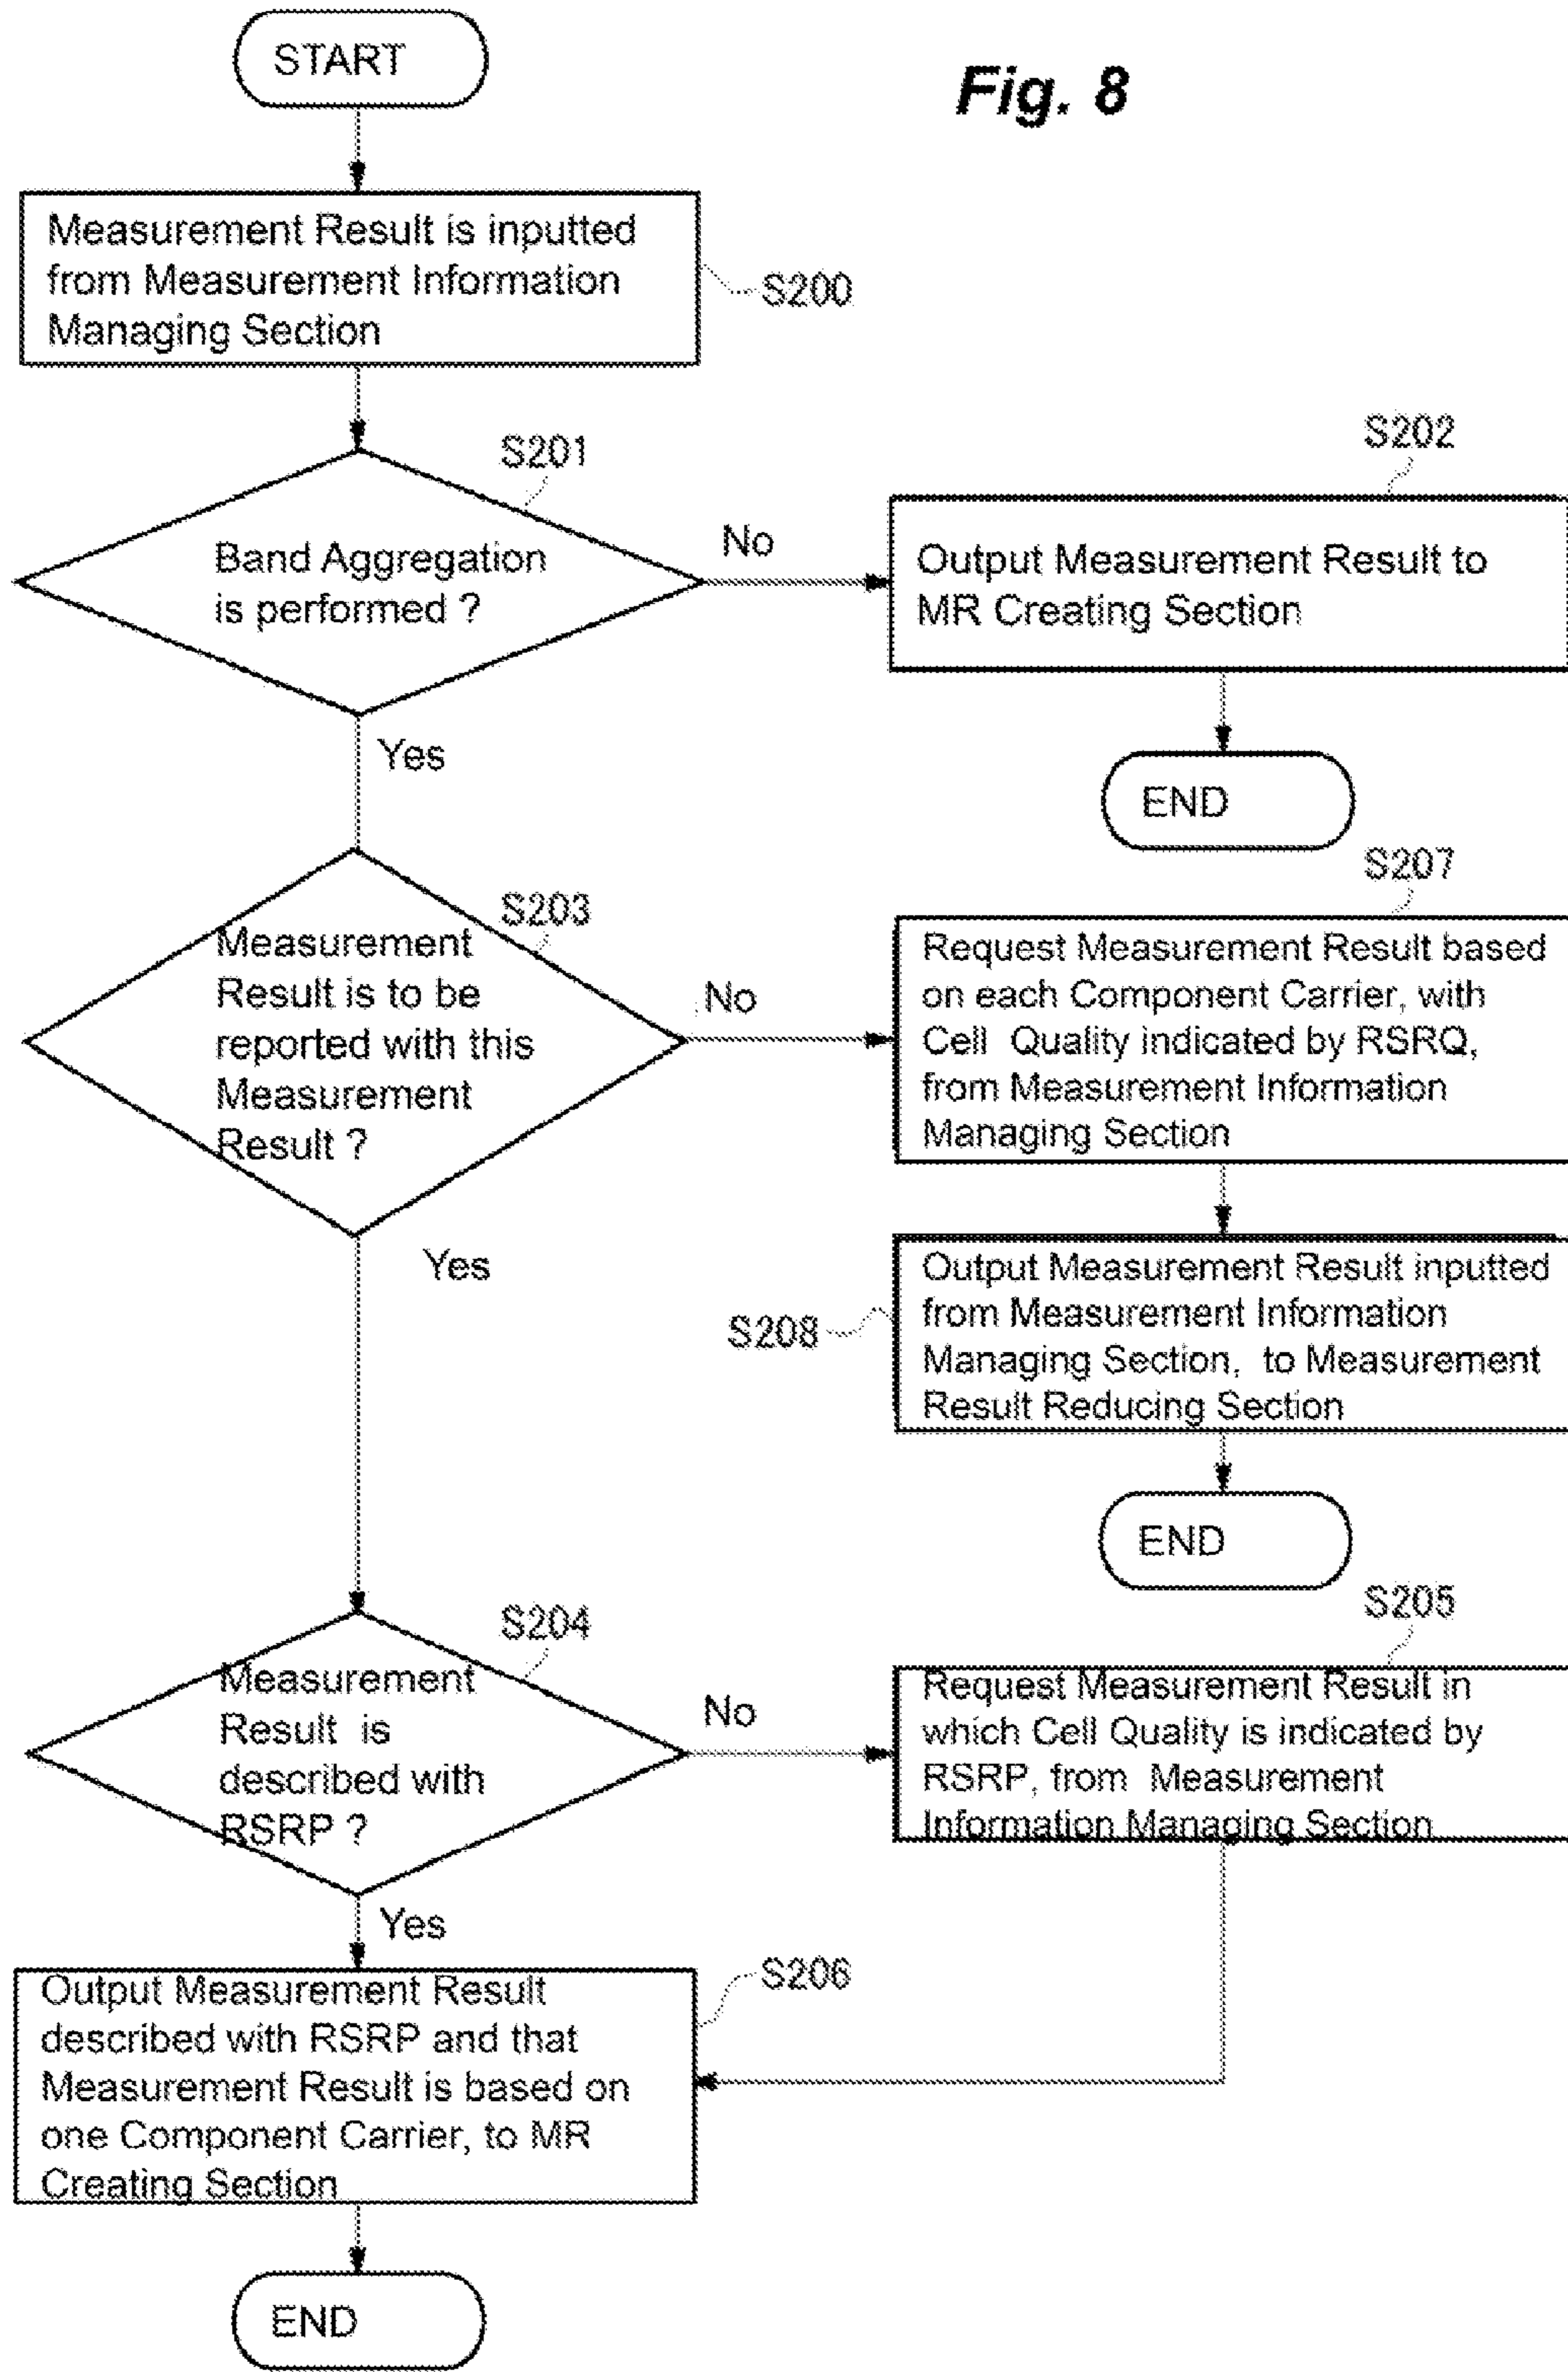 START
Fig. 8
Measurement Result is inputted
from Measurement Information
Managing Section
S200
S201
Band Aggregation
is performed ?
No
S202
Output Measurement Result to
MR Creating Section
END
Yes
S203
Measurement
Result is to be
reported with this
Measurement
Result ?
No
S207
Request Measurement Result based
on each Component Carrier, with
Cell Quality indicated by RSRQ,
from Measurement Information
Managing Section
S208
Output Measurement Result inputted
from Measurement Information
Managing Section, to Measurement
Result Reducing Section
END
Yes
S204
Measurement
Result is
described with
RSRP ?
No
S205
Request Measurement Result in
which Cell Quality is indicated by
RSRP, from Measurement
Information Managing Section
Yes
S206
Output Measurement Result
described with RSRP and that
Measurement Result is based on
one Component Carrier, to MR
Creating Section
END